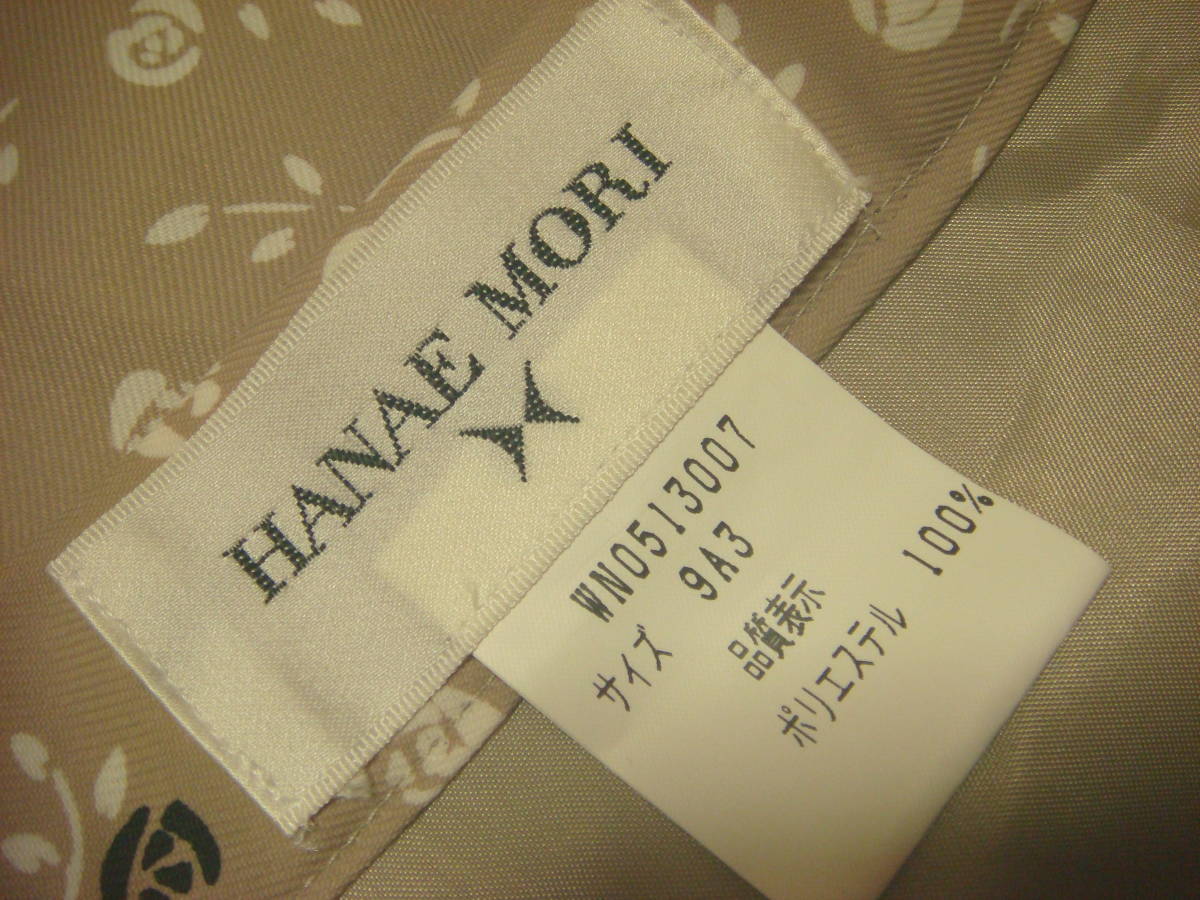 HANAE MORI
WN0513007
サイズ 9A3
品質表示
ポリエステル 100%